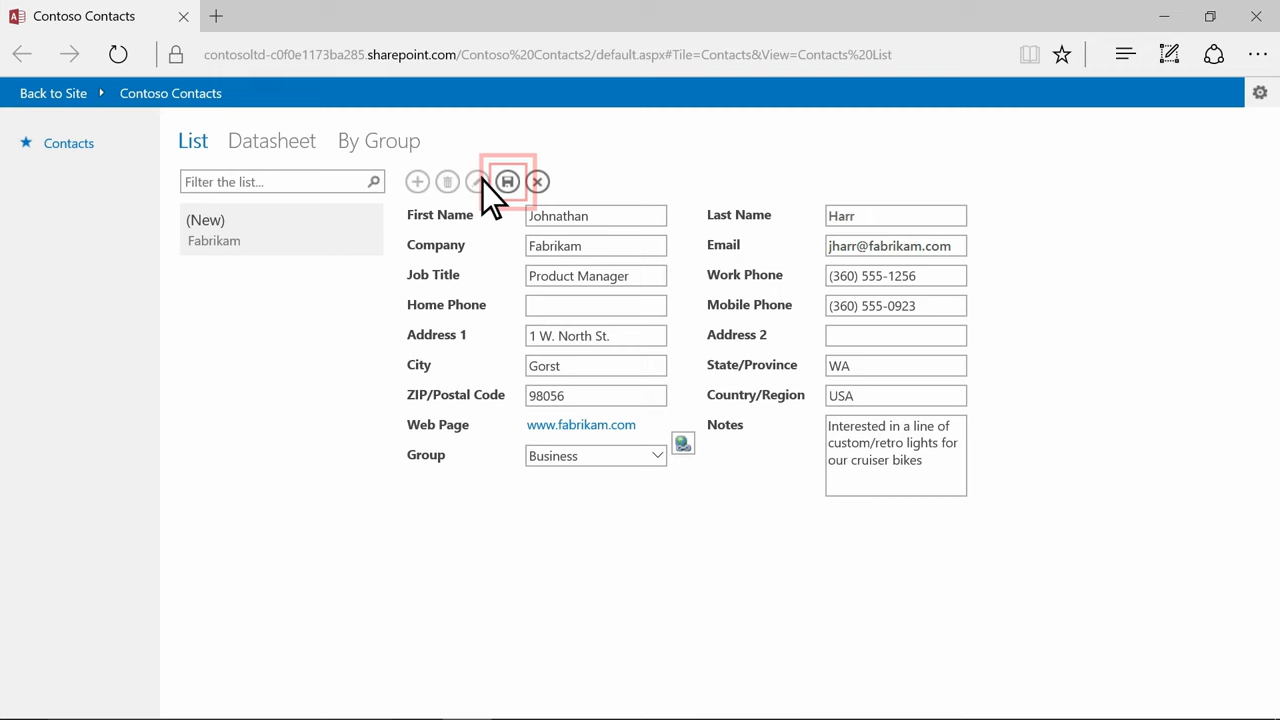 Contoso Contacts
contosoltd-c0f0e1173ba285.sharepoint.com/Contoso%20Contacts2/default.aspx#Tile=Contacts&View=Contacts%20List
Back to Site Contoso Contacts
Contacts
List Datasheet By Group
Filter the list...
(New)
Fabrikam
First Name Johnathan Last Name Harr
Company Fabrikam Email jharr@fabrikam.com
Job Title Product Manager Work Phone (360) 555-1256
Home Phone Mobile Phone (360) 555-0923
Address 1 1 W. North St. Address 2
City Gorst State/Province WA
ZIP/Postal Code 98056 Country/Region USA
Web Page www.fabrikam.com Notes Interested in a line of
custom/retro lights for
our cruiser bikes
Group Business